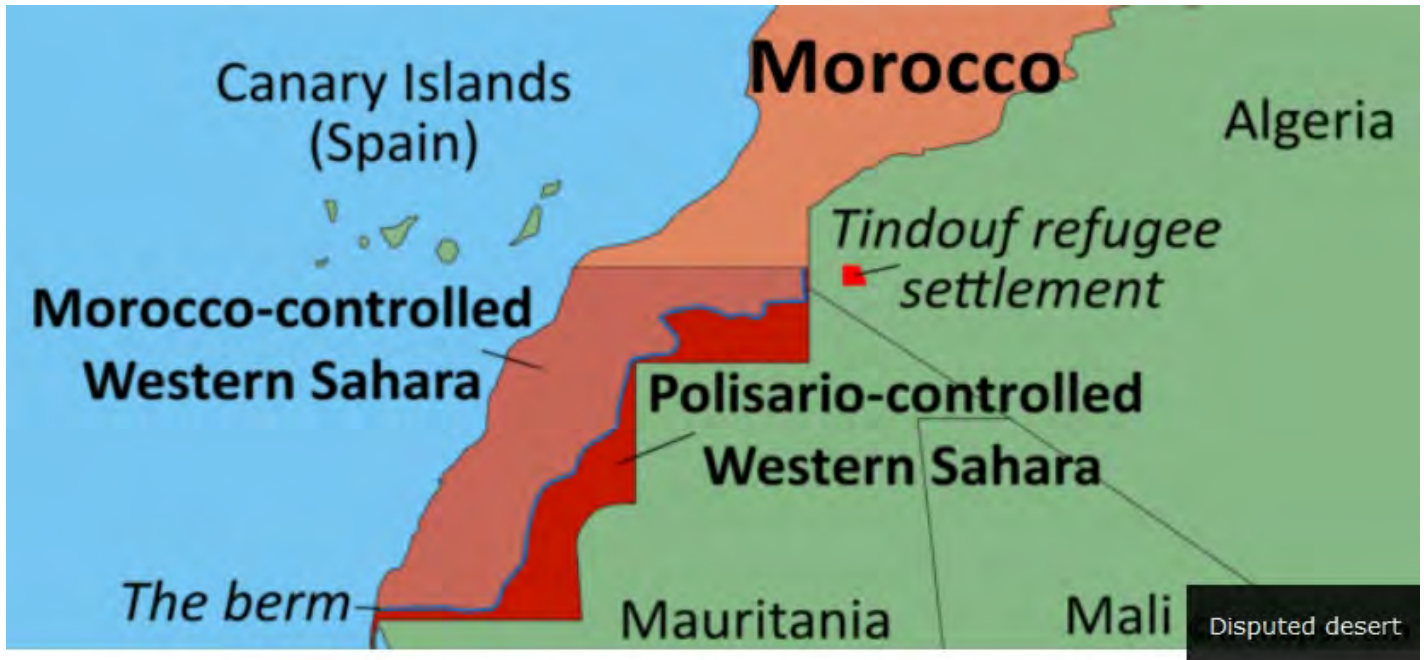 Morocco
Canary Islands
(Spain)
Algeria
Tindouf refugee
settlement
Morocco-controlled
Western Sahara
Polisario-controlled
Western Sahara
The berm
Mauritania
Mali
Disputed desert